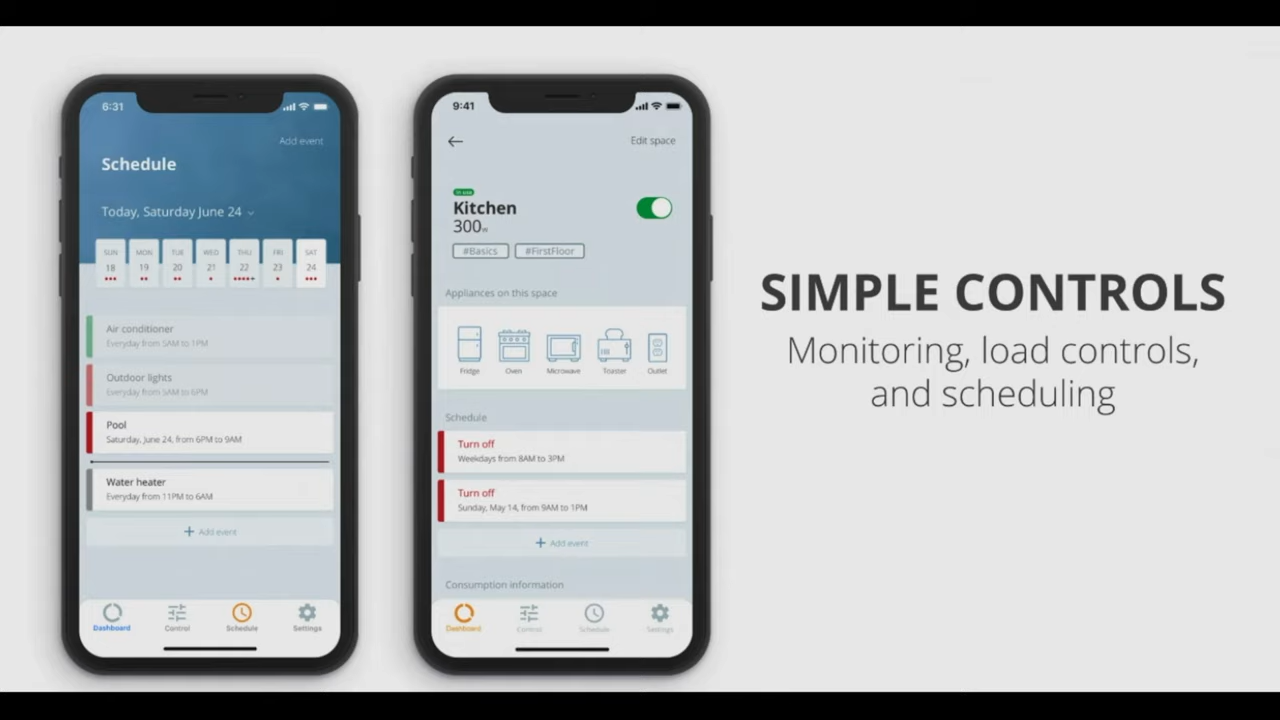 6:31
Add event
Schedule
Today, Saturday June 24
SUN MON TUE WED THU FRI SAT
18 19 20 21 22 23 24
Air conditioner
Everyday from 5AM to 1PM
Outdoor lights
Everyday from 5AM to 6PM
Pool
Saturday, June 24, from 6PM to 9AM
Water heater
Everyday from 11PM to 6AM
+ Add event
Dashboard Control Schedule Settings
9:41
Edit space
Kitchen
300w
#Basics #FirstFloor
Appliances on this space
Fridge Oven Microwave Toaster Outlet
Schedule
Turn off
Weekdays from 8AM to 3PM
Turn off
Sunday, May 14, from 9AM to 1PM
+ Add event
Consumption information
Dashboard Control Schedule Settings
SIMPLE CONTROLS
Monitoring, load controls,
and scheduling